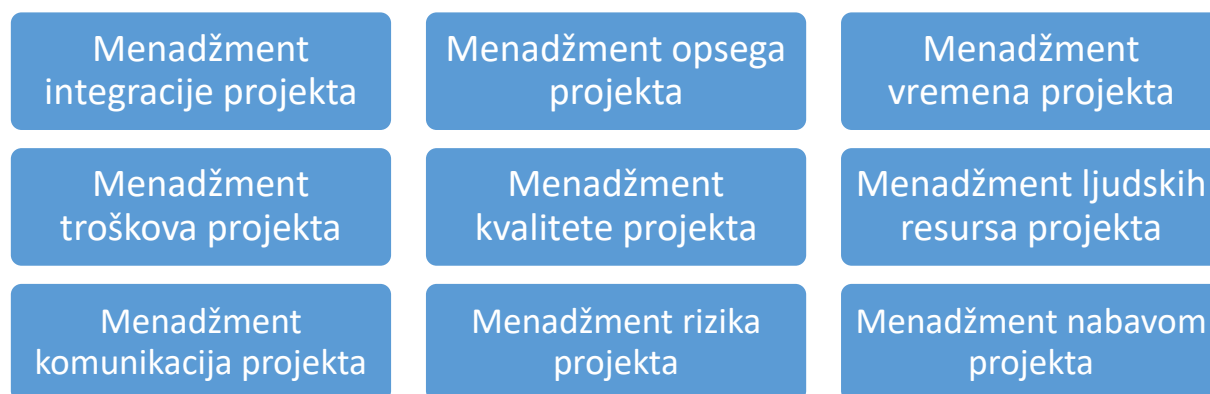 Menadžment
integracije projekta
Menadžment opsega
projekta
Menadžment
vremena projekta
Menadžment
troškova projekta
Menadžment
kvalitete projekta
Menadžment ljudskih
resursa projekta
Menadžment
komunikacija projekta
Menadžment rizika
projekta
Menadžment nabavom
projekta